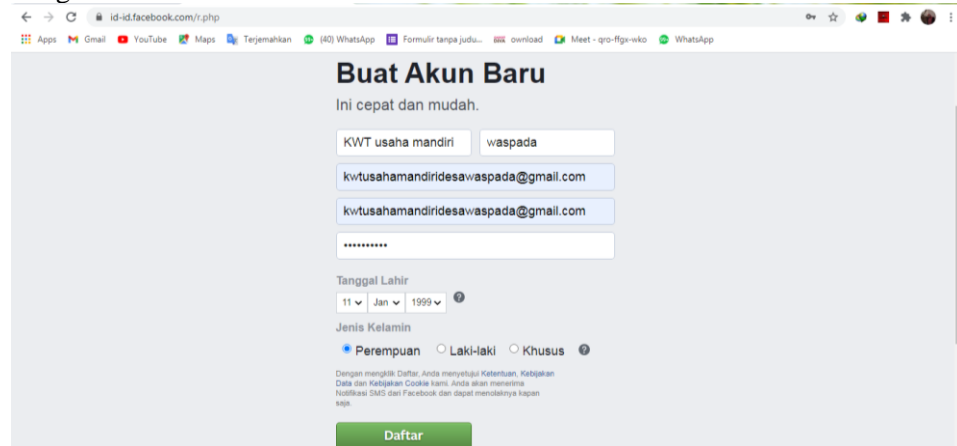 id-id.facebook.com/r.php
Apps Gmail YouTube Maps Terjemahkan (40) WhatsApp Formulir tanpa judu... ownload Meet - qro-ffgx-wko WhatsApp
Buat Akun Baru
Ini cepat dan mudah.
KWT usaha mandiri waspada
kwtusahamandiridesawaspada@gmail.com
kwtusahamandiridesawaspada@gmail.com
••••••••••
Tanggal Lahir
11 Jan 1999
Jenis Kelamin
Perempuan Laki-laki Khusus
Dengan mengklik Daftar, Anda menyetujui Ketentuan, Kebijakan
Data dan Kebijakan Cookie kami. Anda akan menerima
Notifikasi SMS dari Facebook dan dapat menolaknya kapan
saja.
Daftar